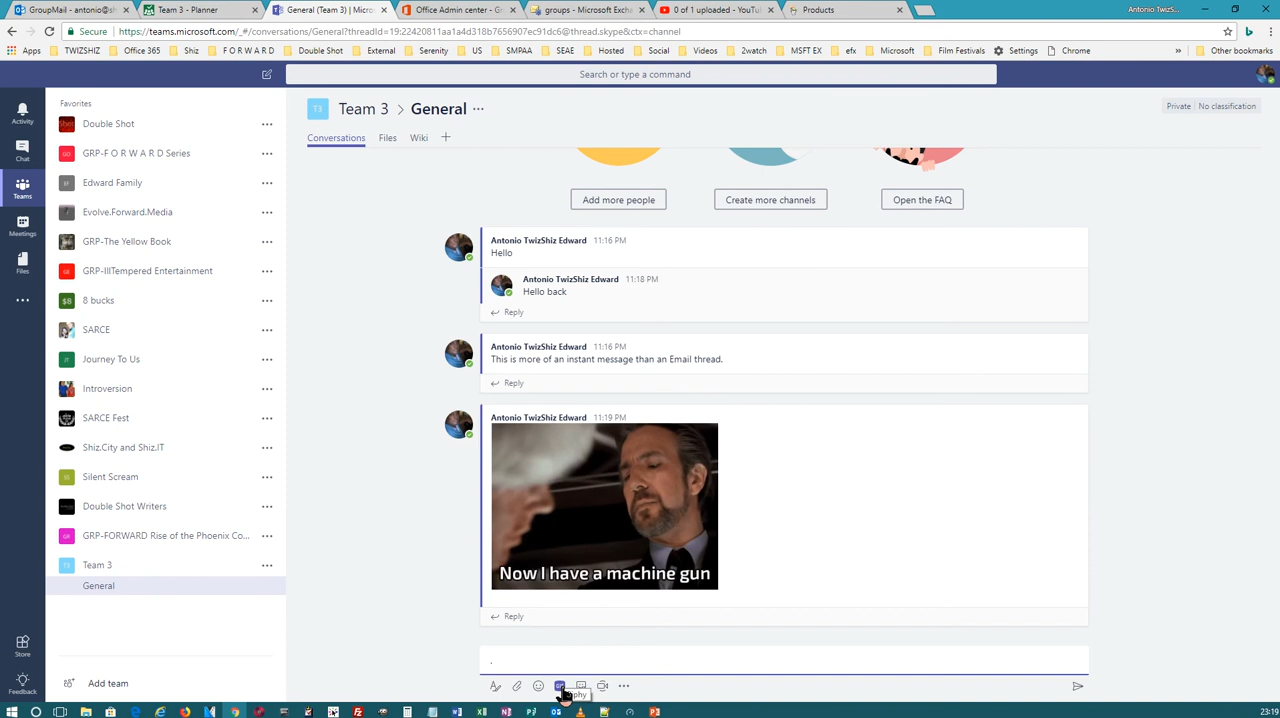 GroupMail - antonio@sh
Team 3 - Planner
General (Team 3) | Micro
Office Admin center - Gr
groups - Microsoft Exch
0 of 1 uploaded - YouTu
Products
Antonio TwizS...
Secure
https://teams.microsoft.com/_#/conversations/General?threadId=19:22420811aa1a4d318b7656907ec91dc6@thread.skype&ctx=channel
Apps
TWIZSHIZ
Office 365
Shiz
F O R W A R D
Double Shot
External
Serenity
US
SMPAA
SEAE
Hosted
Social
Videos
2watch
MSFT EX
efx
Microsoft
Film Festivals
Settings
Chrome
»
Other bookmarks
Search or type a command
Activity
Chat
Teams
Meetings
Files
Store
Feedback
Favorites
Double Shot
GRP-F O R W A R D Series
EF
Edward Family
Evolve.Forward.Media
GRP-The Yellow Book
GRP-IllTempered Entertainment
$8
8 bucks
SARCE
Journey To Us
Introversion
SARCE Fest
Shiz.City and Shiz.IT
Silent Scream
Double Shot Writers
GRP-FORWARD Rise of the Phoenix Co...
T3
Team 3
General
Add team
T3
Team 3 > General ...
Private
No classification
Conversations
Files
Wiki
+
Add more people
Create more channels
Open the FAQ
Antonio TwizShiz Edward 11:16 PM
Hello
Antonio TwizShiz Edward 11:18 PM
Hello back
Reply
Antonio TwizShiz Edward 11:16 PM
This is more of an instant message than an Email thread.
Reply
Antonio TwizShiz Edward 11:19 PM
Now I have a machine gun
Reply
.
23:19